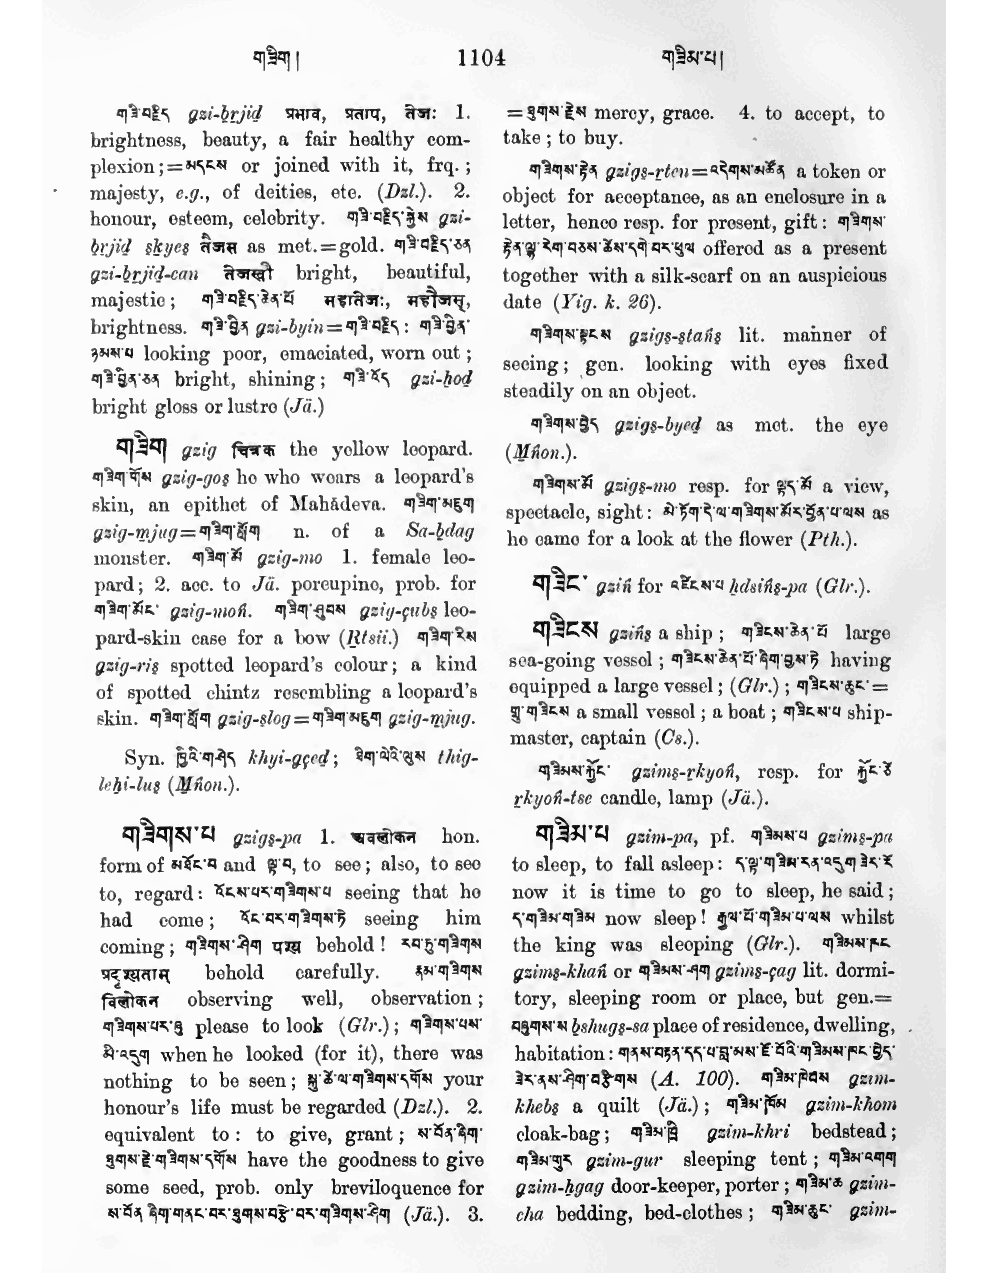 གཟིག། 1104 གཟིམ་པ།
གཟི་བརྗིད gzi-brjid प्रभाव, प्रताप, तेजः 1.
brightness, beauty, a fair healthy com-
plexion;=མདངས or joined with it, frq.;
majesty, e.g., of deities, etc. (Dzl.). 2.
honour, esteem, celebrity. གཟི་བརྗིད་སྐྱེས gzi-
brjid skyes तैजस as met.=gold. གཟི་བརྗིད་ཅན
gzi-brjid-can तेजस्वी bright, beautiful,
majestic; གཟི་བརྗིད་ཆེན་པོ महातेजः, महौजस्,
brightness. གཟི་བྱིན gzi-byin=གཟི་བརྗིད: གཟི་བྱིན་
ཉམས་པ looking poor, emaciated, worn out;
གཟི་བྱིན་ཅན bright, shining; གཟི་འོད gzi-ḥod
bright gloss or lustre (Jä.)
གཟིག gzig चित्रक the yellow leopard.
གཟིག་གོས gzig-gos he who wears a leopard's
skin, an epithet of Mahâdeva. གཟིག་མཇུག
gzig-mjug=གཟིག་སློག n. of a Sa-bdag
monster. གཟིག་མོ gzig-mo 1. female leo-
pard; 2. acc. to Jä. porcupine, prob. for
གཟིག་མོང་ gzig-moṅ. གཟིག་ཤུབས gzig-çubs leo-
pard-skin case for a bow (Rtsii.) གཟིག་རིས
gzig-ris spotted leopard's colour; a kind
of spotted chintz resembling a leopard's
skin. གཟིག་སློག gzig-slog=གཟིག་མཇུག gzig-mjug.
Syn. ཁྱི་གཤེད khyi-gçed; ཐིག་ལེའི་ལུས thig-
leḥi-lus (Mṅon.).
གཟིགས་པ gzigs-pa 1. अवलोकन hon.
form of མཐོང་བ and ལྟ་བ, to see; also, to see
to, regard: འོངས་པར་གཟིགས་པ seeing that he
had come; འོང་བར་གཟིགས་ཏེ seeing him
coming; གཟིགས་ཤིག पश्य behold! རབ་ཏུ་གཟིགས
प्रदृश्यताम् behold carefully. རྣམ་གཟིགས
विलोकन observing well, observation;
གཟིགས་པར་ཞུ please to look (Glr.); གཟིགས་པས་
མི་འདུག when he looked (for it), there was
nothing to be seen; སྐུ་ཚེ་ལ་གཟིགས་དགོས your
honour's life must be regarded (Dzl.). 2.
equivalent to: to give, grant; ས་བོན་ཞིག་
ཐུགས་རྗེ་གཟིགས་དགོས have the goodness to give
some seed, prob. only breviloquence for
ས་བོན་ཞིག་གནང་བར་ཐུགས་བརྩེ་བར་གཟིགས་ཤིག (Jä.). 3.
=ཐུགས་རྗེས mercy, grace. 4. to accept, to
take; to buy.
གཟིགས་རྟེན gzigs-rten=འདེགས་མཚོན a token or
object for acceptance, as an enclosure in a
letter, hence resp. for present, gift: གཟིགས་
རྟེན་ལྷ་རེག་བཅས་ཚེས་དགེ་བར་ཕུལ offered as a present
together with a silk-scarf on an auspicious
date (Yig. k. 26).
གཟིགས་སྟངས gzigs-staṅs lit. manner of
seeing; gen. looking with eyes fixed
steadily on an object.
གཟིགས་བྱེད gzigs-byed as met. the eye
(Mṅon.).
གཟིགས་མོ gzigs-mo resp. for ལྟད་མོ a view,
spectacle, sight: མེ་ཏོག་དེ་ལ་གཟིགས་མོར་བྱོན་པ་ལས as
he came for a look at the flower (Pth.).
གཟིང་ gziṅ for འཛིངས་པ ḥdsiṅs-pa (Glr.).
གཟིངས gziṅs a ship; གཟིངས་ཆེན་པོ large
sea-going vessel; གཟིངས་ཆེན་པོ་ཞིག་བྱས་ཏེ having
equipped a large vessel; (Glr.); གཟིངས་ཆུང་=
གྲུ་གཟིངས a small vessel; a boat; གཟིངས་པ ship-
master, captain (Cs.).
གཟིམས་རྐྱོང་ gzims-rkyoṅ, resp. for རྐྱོང་ཙེ
rkyoṅ-tse candle, lamp (Jä.).
གཟིམ་པ gzim-pa, pf. གཟིམས་པ gzims-pa
to sleep, to fall asleep: ད་ལྟ་གཟིམ་རན་འདུག་ཟེར་རོ
now it is time to go to sleep, he said;
ད་གཟིམ་གཟིམ now sleep! རྒྱལ་པོ་གཟིམ་པ་ལས whilst
the king was sleeping (Glr.). གཟིམས་ཁང
gzims-khaṅ or གཟིམས་ཤག gzims-çag lit. dormi-
tory, sleeping room or place, but gen.=
བཞུགས་ས bshugs-sa place of residence, dwelling,
habitation: གནས་བརྟན་དད་པ་བླ་མས་ཇོ་བོའི་གཟིམས་ཁང་བྱེད་
ཟེར་ནས་ཤིག་བརྩིགས (A. 100). གཟིམ་ཁེབས gzim-
khebs a quilt (Jä.); གཟིམ་ཁོམ gzim-khom
cloak-bag; གཟིམ་ཁྲི gzim-khri bedstead;
གཟིམ་གུར gzim-gur sleeping tent; གཟིམ་འགག
gzim-ḥgag door-keeper, porter; གཟིམ་ཆ gzim-
cha bedding, bed-clothes; གཟིམ་ཆུང་ gzim-